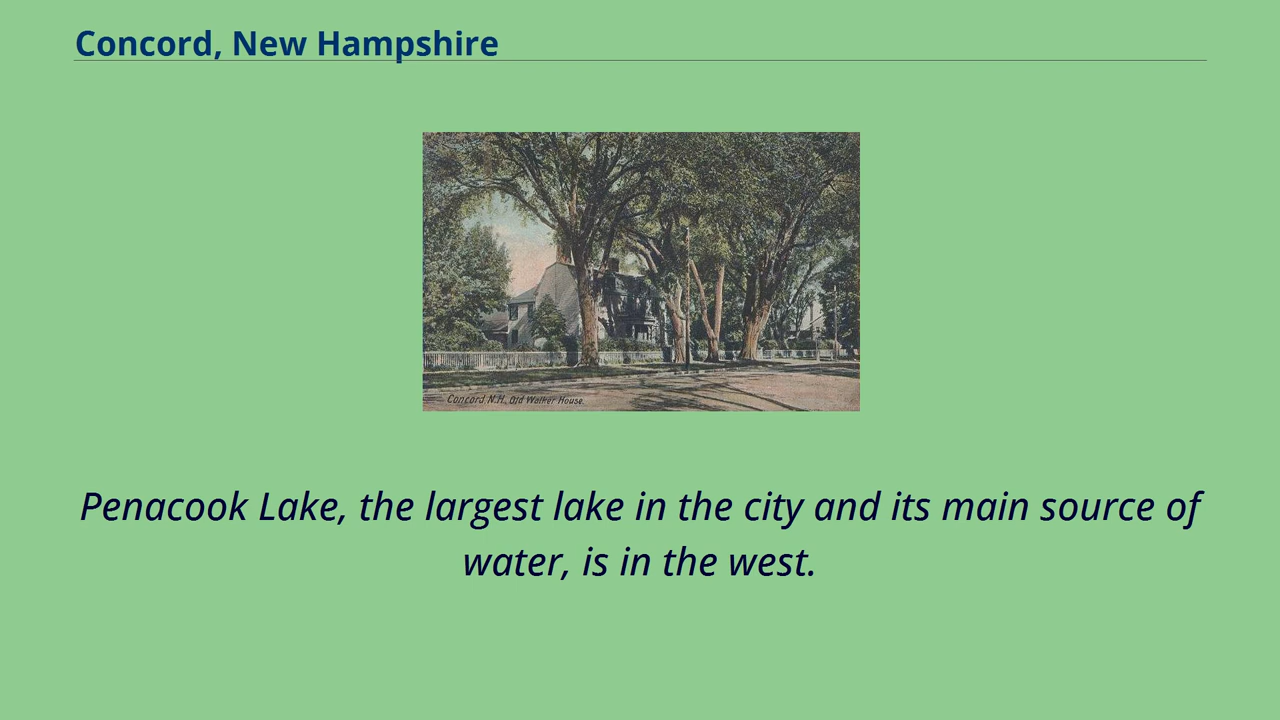 Concord, New Hampshire
Concord, N.H., Old Walker House.
Penacook Lake, the largest lake in the city and its main source of
water, is in the west.